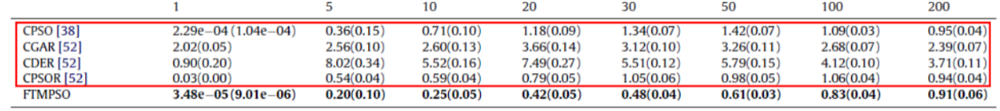 1 5 10 20 30 50 100 200
CPSO [38] 2.29e−04 (1.04e−04) 0.36(0.15) 0.71(0.10) 1.18(0.09) 1.34(0.07) 1.42(0.07) 1.09(0.03) 0.95(0.04)
CGAR [52] 2.02(0.05) 2.56(0.10) 2.60(0.13) 3.66(0.14) 3.12(0.10) 3.26(0.11) 2.68(0.07) 2.39(0.07)
CDER [52] 0.90(0.20) 8.02(0.34) 5.52(0.16) 7.49(0.27) 5.51(0.12) 5.79(0.15) 4.12(0.10) 3.71(0.11)
CPSOR [52] 0.03(0.00) 0.54(0.04) 0.59(0.04) 0.79(0.05) 1.05(0.06) 0.98(0.05) 1.06(0.04) 0.94(0.04)
FTMPSO 3.48e−05 (9.01e−06) 0.20(0.10) 0.25(0.05) 0.42(0.05) 0.48(0.04) 0.61(0.03) 0.83(0.04) 0.91(0.06)